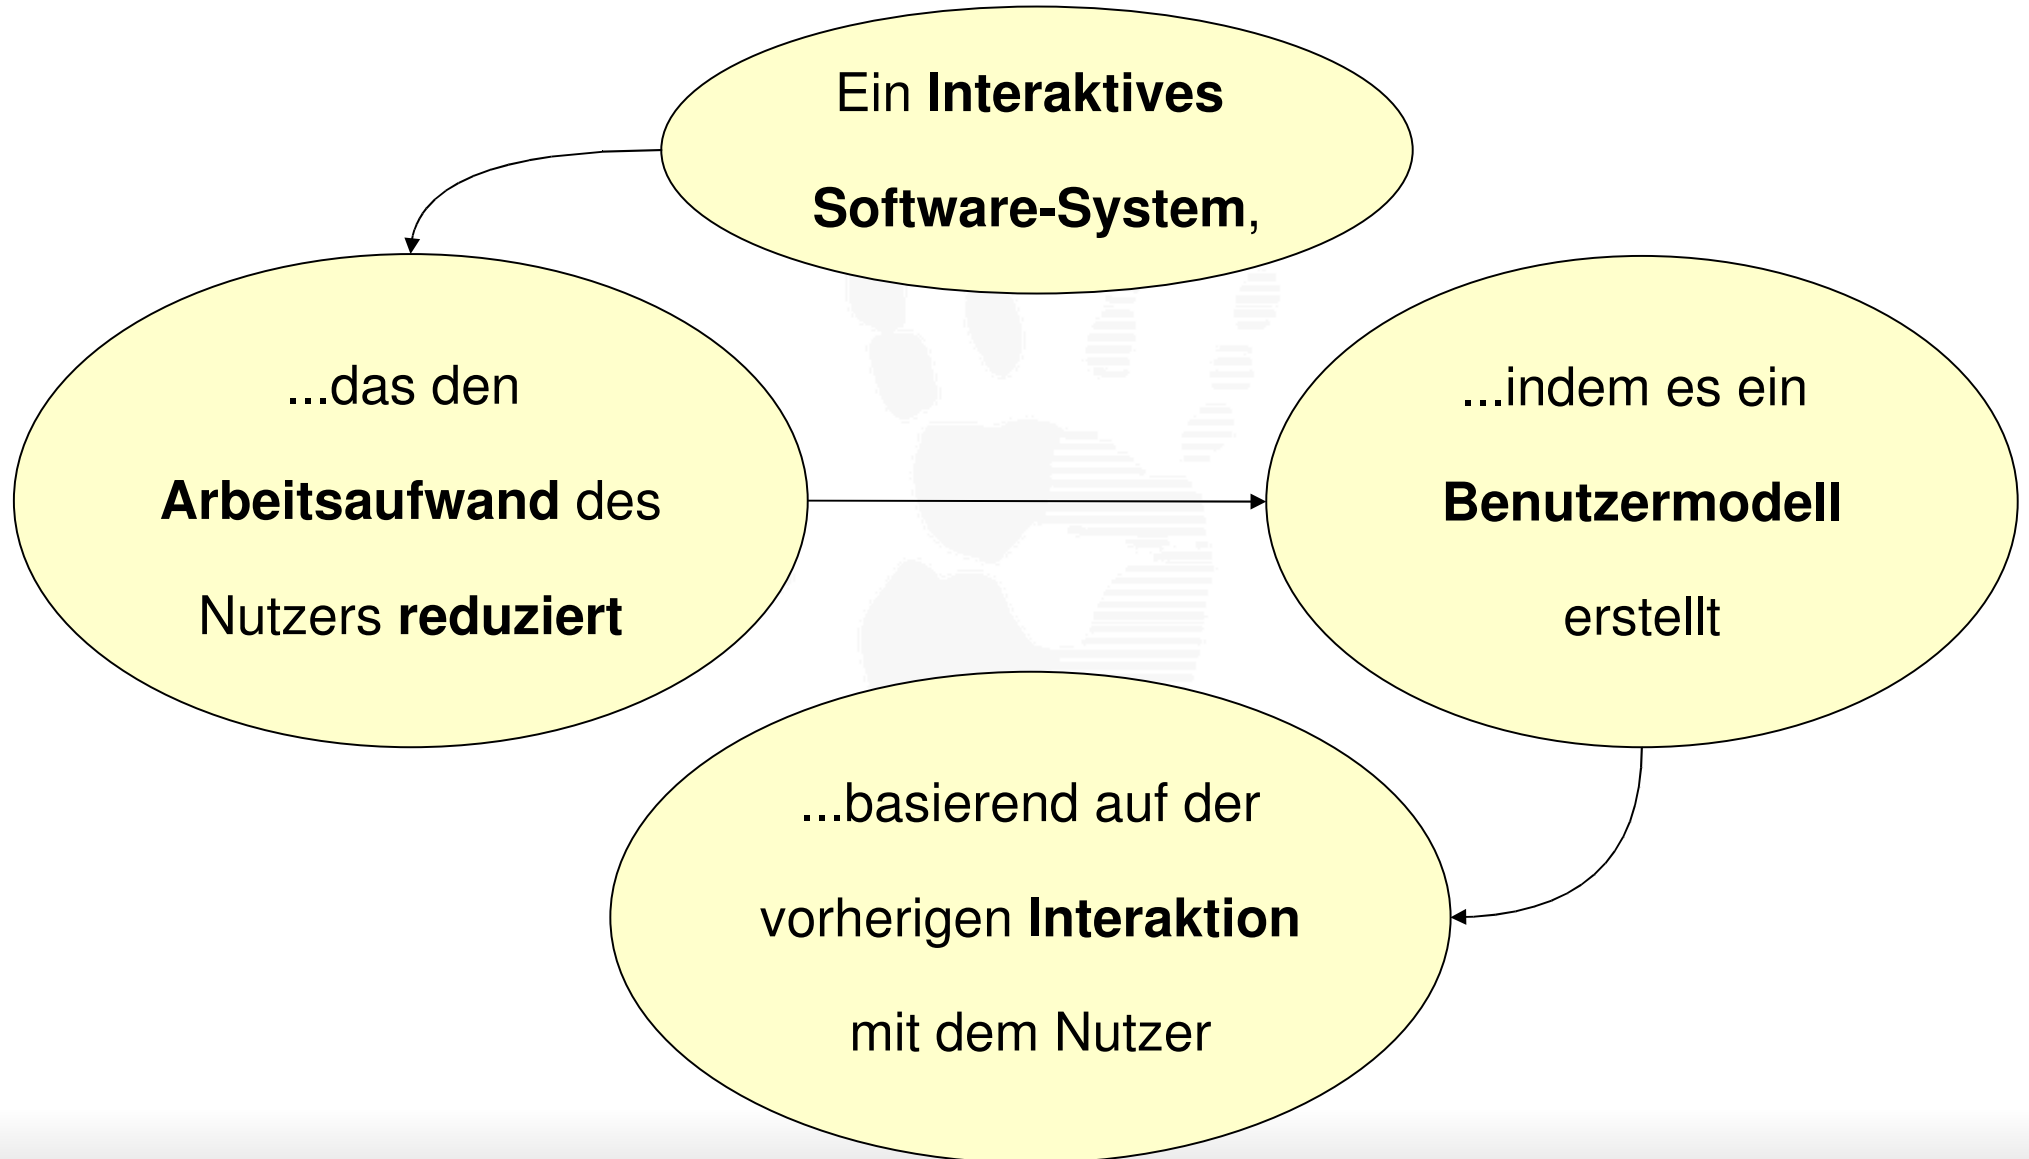 Ein Interaktives
Software-System,
...das den
Arbeitsaufwand des
Nutzers reduziert
...indem es ein
Benutzermodell
erstellt
...basierend auf der
vorherigen Interaktion
mit dem Nutzer